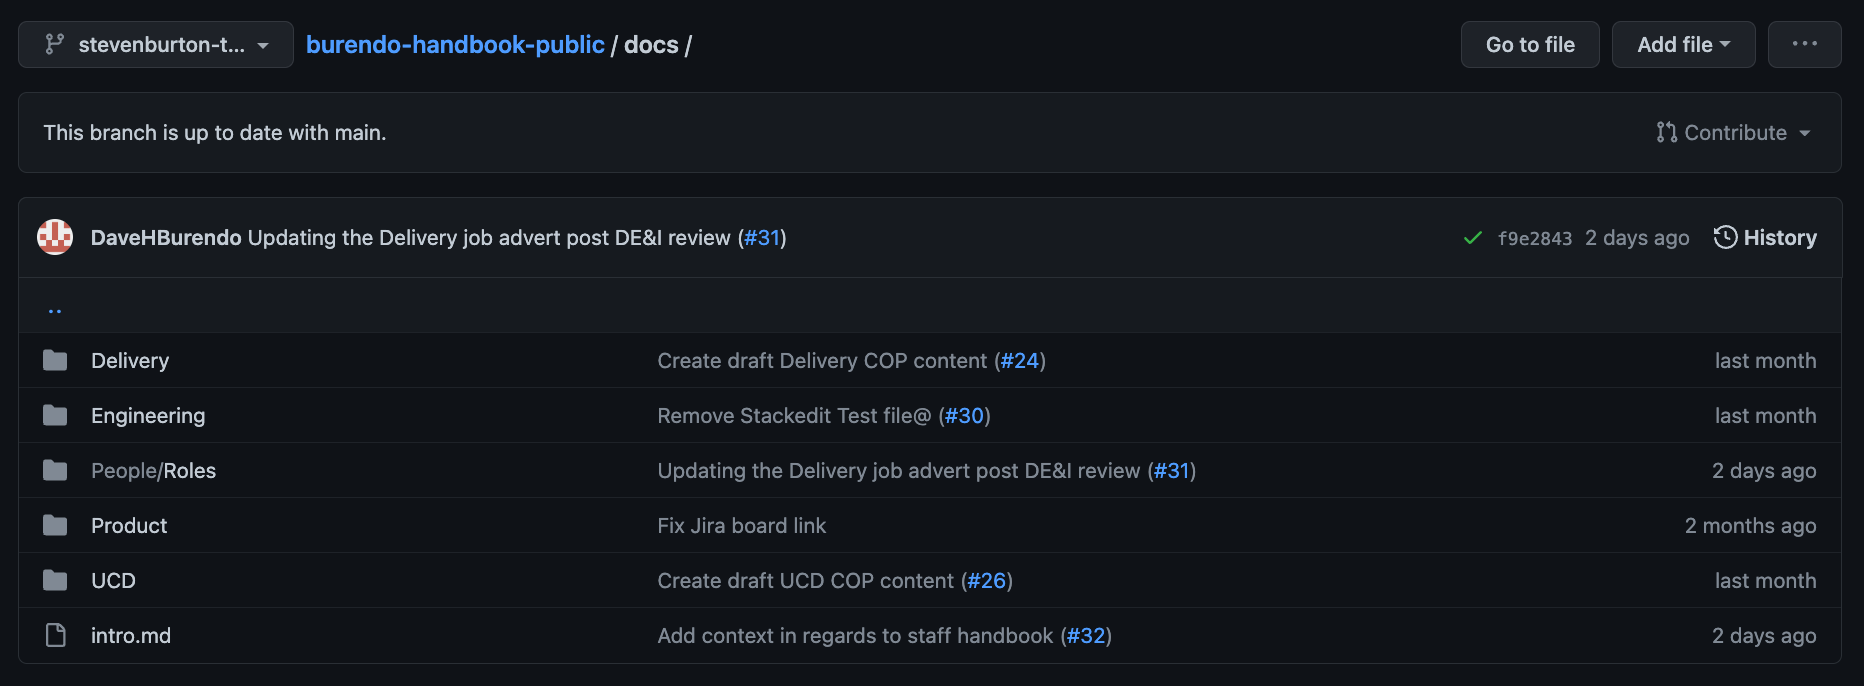 stevenburton-t... burendo-handbook-public / docs / Go to file Add file ...
This branch is up to date with main. Contribute
DaveHBurendo Updating the Delivery job advert post DE&I review (#31) f9e2843 2 days ago History
..
Delivery Create draft Delivery COP content (#24) last month
Engineering Remove Stackedit Test file@ (#30) last month
People/Roles Updating the Delivery job advert post DE&I review (#31) 2 days ago
Product Fix Jira board link 2 months ago
UCD Create draft UCD COP content (#26) last month
intro.md Add context in regards to staff handbook (#32) 2 days ago